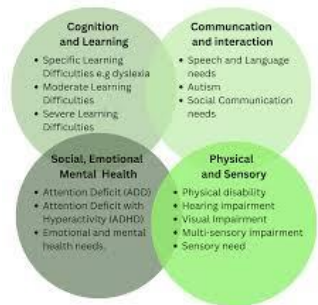 Cognition
and Learning
• Specific Learning
Difficulties e.g dyslexia
• Moderate Learning
Difficulties
• Severe Learning
Difficulties
Communcation
and interaction
• Speech and Language
needs
• Autism
• Social Communication
needs
Social, Emotional
Mental Health
• Attention Deficit (ADD)
• Attention Deficit with
Hyperactivity (ADHD)
• Emotional and mental
health needs.
Physical
and Sensory
• Physical disability
• Hearing impairment
• Visual Impairment
• Multi-sensory impairment
• Sensory need